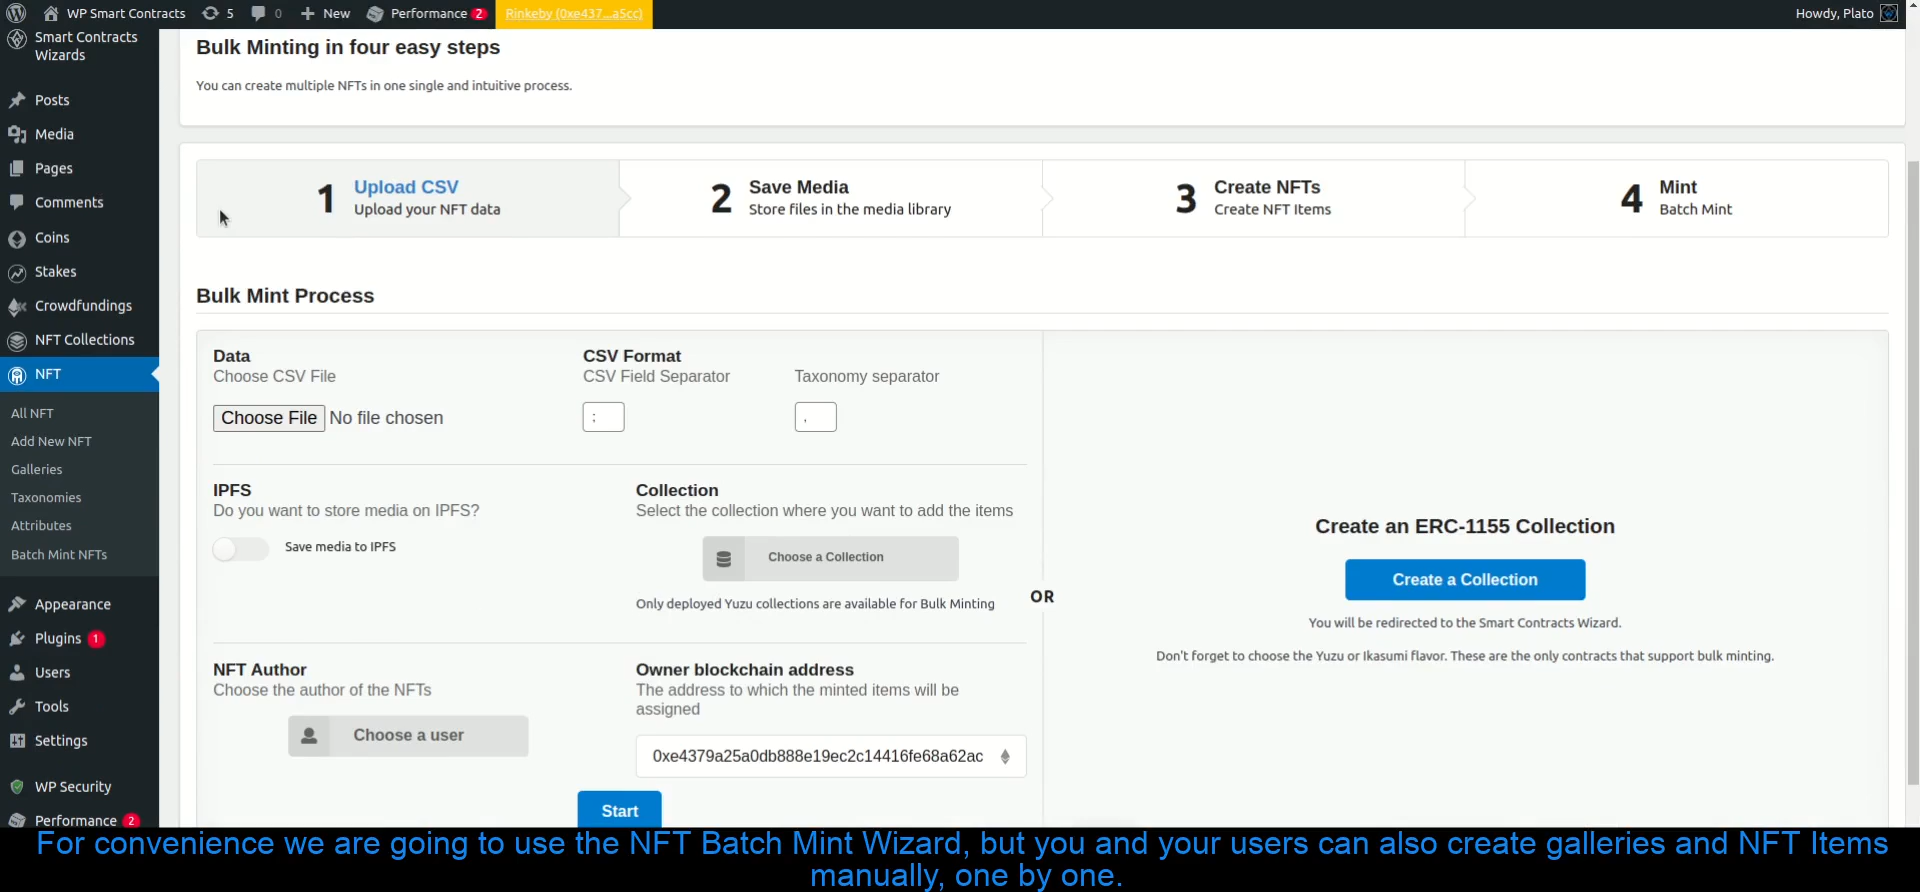 WP Smart Contracts 5 0 New Performance 2 Rinkeby (0xe437...a5cc) Howdy, Plato
Smart Contracts
Wizards
Posts
Media
Pages
Comments
Coins
Stakes
Crowdfundings
NFT Collections
NFT
All NFT
Add New NFT
Galleries
Taxonomies
Attributes
Batch Mint NFTs
Appearance
Plugins 1
Users
Tools
Settings
WP Security
Performance 2
Bulk Minting in four easy steps
You can create multiple NFTs in one single and intuitive process.
1 Upload CSV
Upload your NFT data
2 Save Media
Store files in the media library
3 Create NFTs
Create NFT Items
4 Mint
Batch Mint
Bulk Mint Process
Data
Choose CSV File
Choose File No file chosen
CSV Format
CSV Field Separator
;
Taxonomy separator
,
IPFS
Do you want to store media on IPFS?
Save media to IPFS
Collection
Select the collection where you want to add the items
Choose a Collection
Only deployed Yuzu collections are available for Bulk Minting
NFT Author
Choose the author of the NFTs
Choose a user
Owner blockchain address
The address to which the minted items will be
assigned
0xe4379a25a0db888e19ec2c14416fe68a62ac
Start
OR
Create an ERC-1155 Collection
Create a Collection
You will be redirected to the Smart Contracts Wizard.
Don't forget to choose the Yuzu or Ikasumi flavor. These are the only contracts that support bulk minting.
For convenience we are going to use the NFT Batch Mint Wizard, but you and your users can also create galleries and NFT Items
manually, one by one.